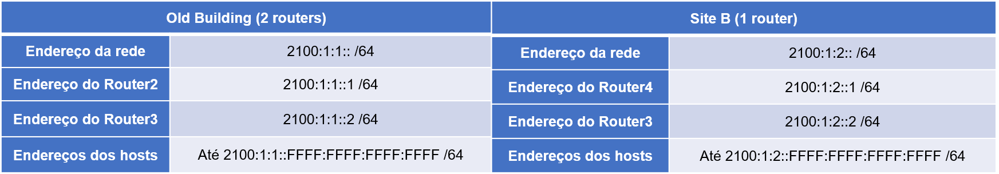 Old Building (2 routers)
Endereço da rede
2100:1:1:: /64
Endereço do Router2
2100:1:1::1 /64
Endereço do Router3
2100:1:1::2 /64
Endereços dos hosts
Até 2100:1:1::FFFF:FFFF:FFFF:FFFF /64
Site B (1 router)
Endereço da rede
2100:1:2:: /64
Endereço do Router4
2100:1:2::1 /64
Endereço do Router3
2100:1:2::2 /64
Endereços dos hosts
Até 2100:1:2::FFFF:FFFF:FFFF:FFFF /64